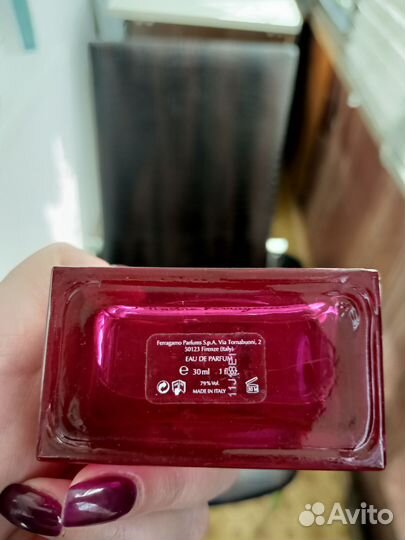 Ferragamo Parfums S.p.A. Via Tornabuoni, 2
50123 Firenze (Italy)
EAU DE PARFUM
e 30 ml 1 fl
79% Vol.
MADE IN ITALY
Avito